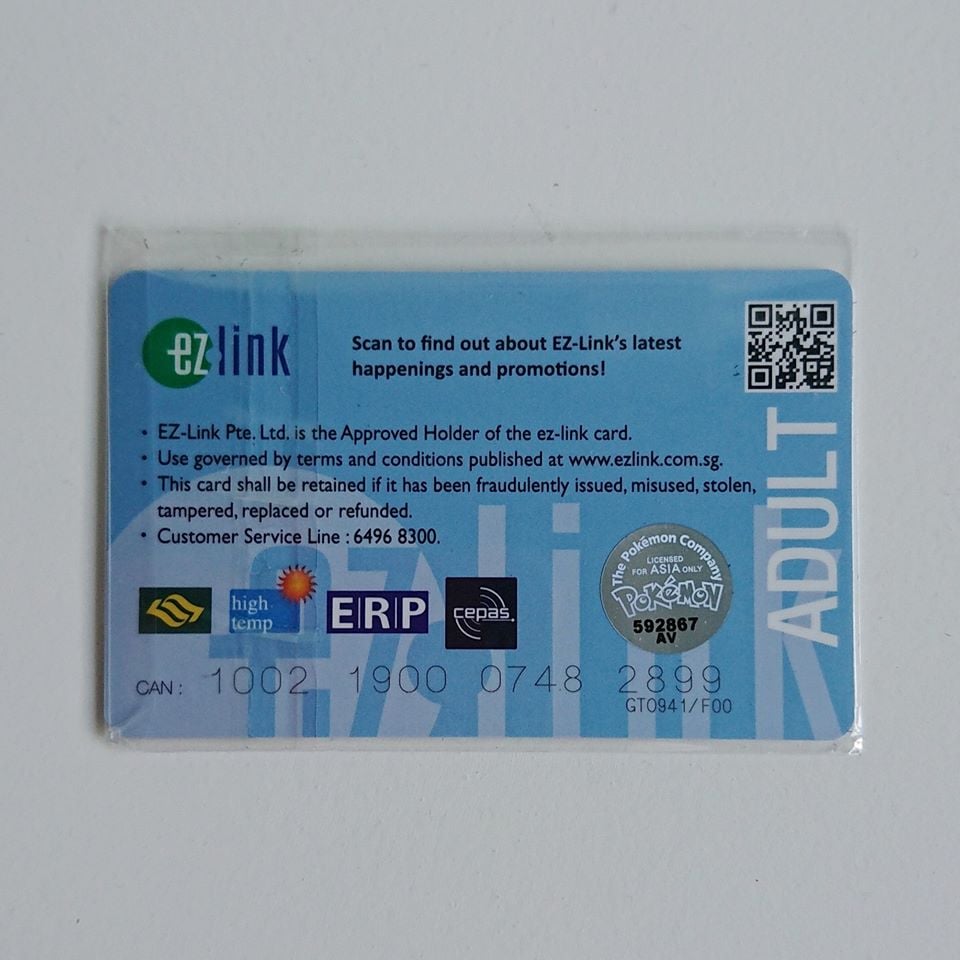 ez link
Scan to find out about EZ-Link's latest
happenings and promotions!
ADULT
• EZ-Link Pte. Ltd. is the Approved Holder of the ez-link card.
• Use governed by terms and conditions published at www.ezlink.com.sg.
• This card shall be retained if it has been fraudulently issued, misused, stolen,
tampered, replaced or refunded.
• Customer Service Line : 6496 8300.
high
temp
ERP
cepas
The Pokémon Company
LICENSED
FOR ASIA ONLY
POKéMON
592867
AV
CAN : 1002 1900 0748 2899
GT0941/F00
ez link